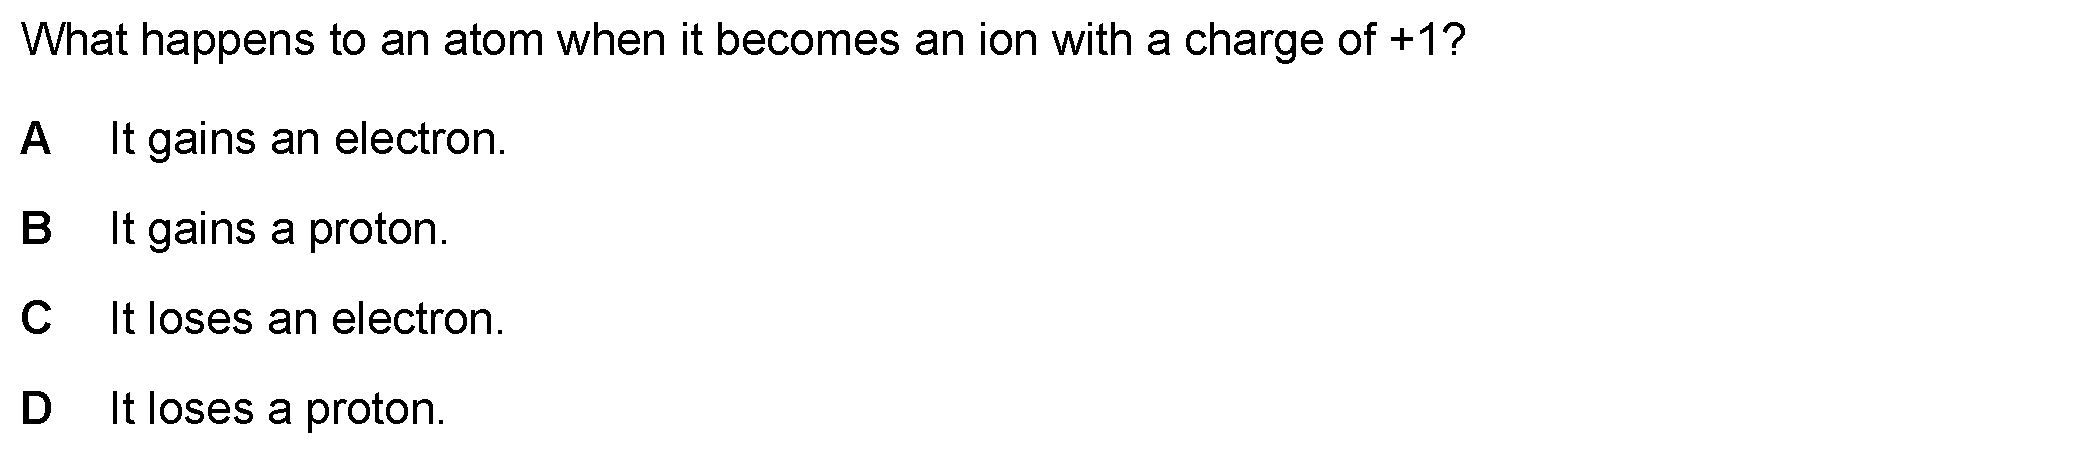 What happens to an atom when it becomes an ion with a charge of +1?
A It gains an electron.
B It gains a proton.
C It loses an electron.
D It loses a proton.